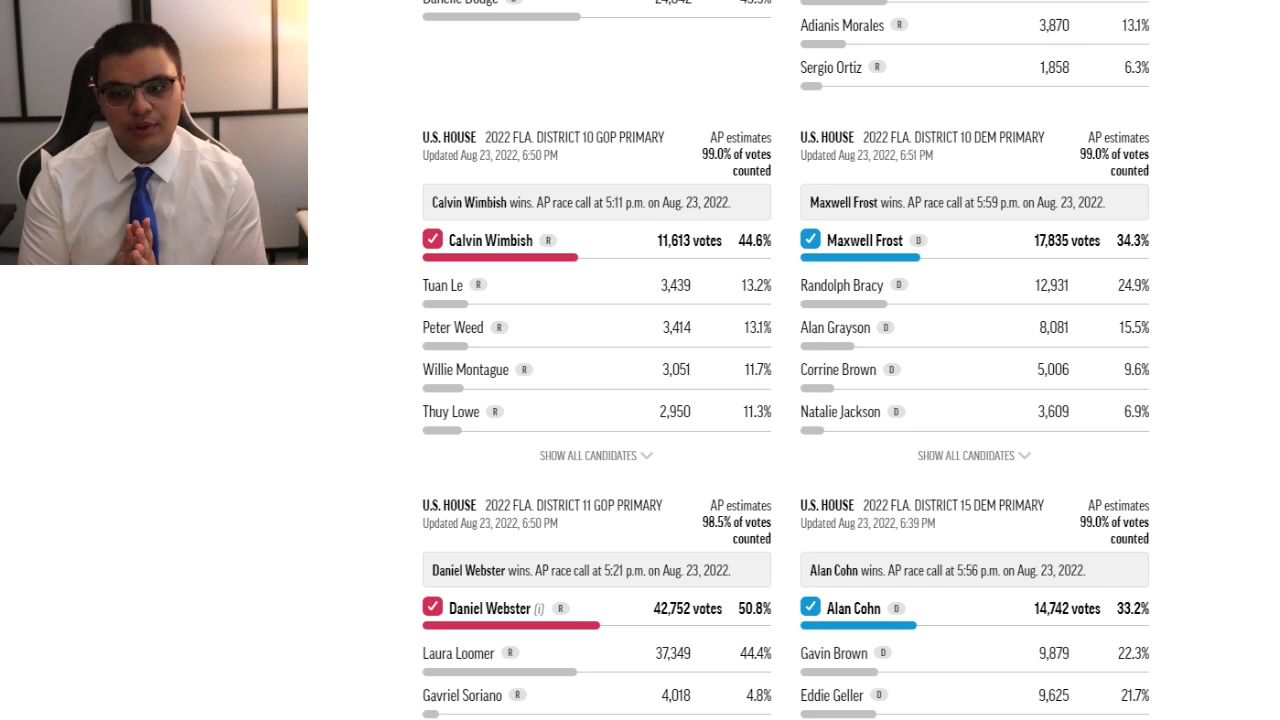 Danielle Dodge D 24,842 49.9%
Adianis Morales R 3,870 13.1%
Sergio Ortiz R 1,858 6.3%
U.S. HOUSE 2022 FLA. DISTRICT 10 GOP PRIMARY AP estimates
Updated Aug 23, 2022, 6:50 PM 99.0% of votes
counted
Calvin Wimbish wins. AP race call at 5:11 p.m. on Aug. 23, 2022.
Calvin Wimbish R 11,613 votes 44.6%
Tuan Le R 3,439 13.2%
Peter Weed R 3,414 13.1%
Willie Montague R 3,051 11.7%
Thuy Lowe R 2,950 11.3%
SHOW ALL CANDIDATES
U.S. HOUSE 2022 FLA. DISTRICT 10 DEM PRIMARY AP estimates
Updated Aug 23, 2022, 6:51 PM 99.0% of votes
counted
Maxwell Frost wins. AP race call at 5:59 p.m. on Aug. 23, 2022.
Maxwell Frost D 17,835 votes 34.3%
Randolph Bracy D 12,931 24.9%
Alan Grayson D 8,081 15.5%
Corrine Brown D 5,006 9.6%
Natalie Jackson D 3,609 6.9%
SHOW ALL CANDIDATES
U.S. HOUSE 2022 FLA. DISTRICT 11 GOP PRIMARY AP estimates
Updated Aug 23, 2022, 6:50 PM 98.5% of votes
counted
Daniel Webster wins. AP race call at 5:21 p.m. on Aug. 23, 2022.
Daniel Webster (i) R 42,752 votes 50.8%
Laura Loomer R 37,349 44.4%
Gavriel Soriano R 4,018 4.8%
U.S. HOUSE 2022 FLA. DISTRICT 15 DEM PRIMARY AP estimates
Updated Aug 23, 2022, 6:39 PM 99.0% of votes
counted
Alan Cohn wins. AP race call at 5:56 p.m. on Aug. 23, 2022.
Alan Cohn D 14,742 votes 33.2%
Gavin Brown D 9,879 22.3%
Eddie Geller D 9,625 21.7%